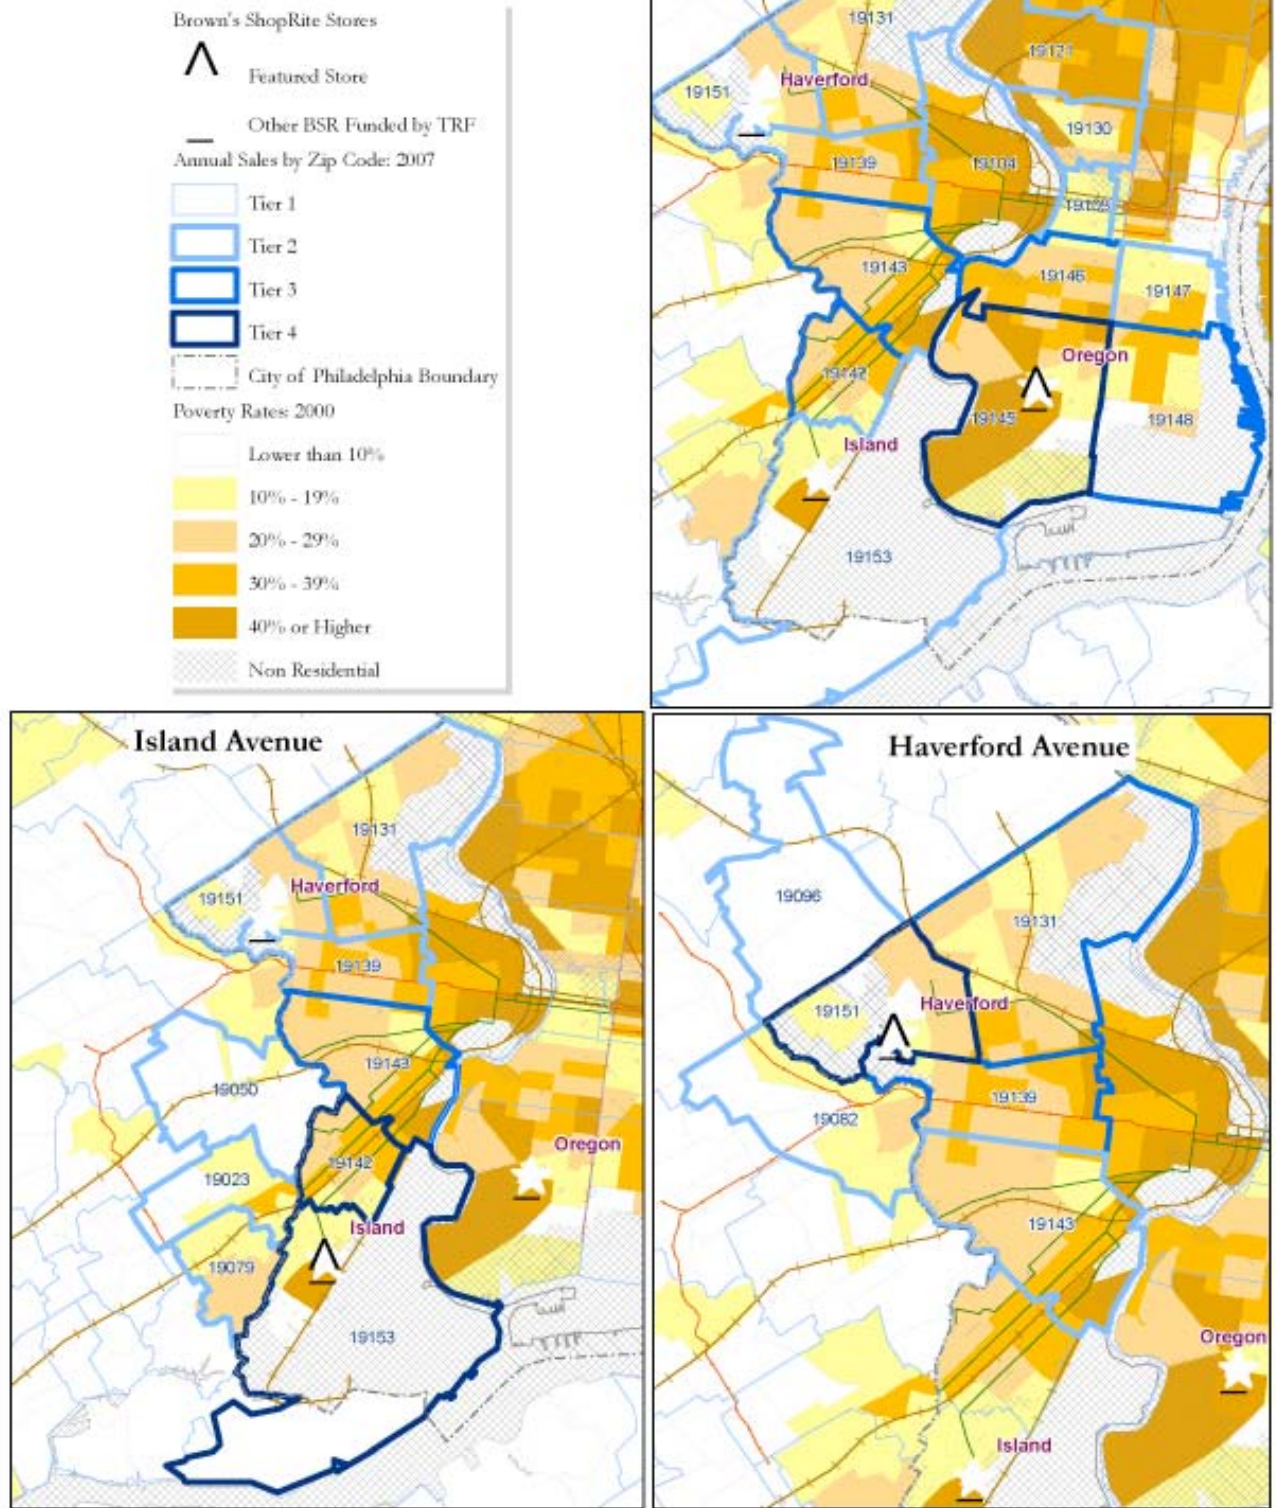 Brown's ShopRite Stores
Featured Store
Other BSR Funded by TRF
Annual Sales by Zip Code: 2007
Tier 1
Tier 2
Tier 3
Tier 4
City of Philadelphia Boundary
Poverty Rates: 2000
Lower than 10%
10% - 19%
20% - 29%
30% - 39%
40% or Higher
Non Residential
19131
19121
Haverford
19151
19130
19139
19104
19103
19143
19146
19147
Oregon
19142
19145
19148
Island
19153
Island Avenue
19131
Haverford
19151
19139
19143
19050
Oregon
19142
19023
Island
19079
19153
Haverford Avenue
19096
19131
Haverford
19151
19139
19082
19143
Oregon
Island